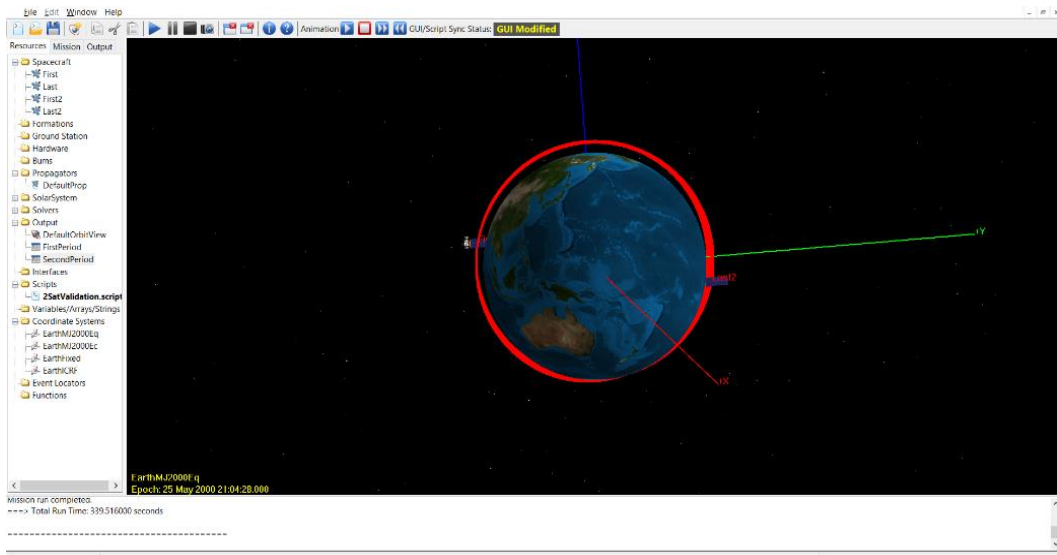 File Edit Window Help
Animation GUI/Script Sync Status: GUI Modified
Resources Mission Output
Spacecraft
First
Last
First2
Last2
Formations
Ground Station
Hardware
Burns
Propagators
DefaultProp
SolarSystem
Solvers
Output
DefaultOrbitView
FirstPeriod
SecondPeriod
Interfaces
Scripts
2SatValidation.script
Variables/Arrays/Strings
Coordinate Systems
EarthMJ2000Eq
EarthMJ2000Ec
EarthFixed
EarthICRF
Event Locators
Functions
+Y
+X
EarthMJ2000Eq
Epoch: 25 May 2000 21:04:28.000
Mission run completed.
===> Total Run Time: 339.516000 seconds
========================================